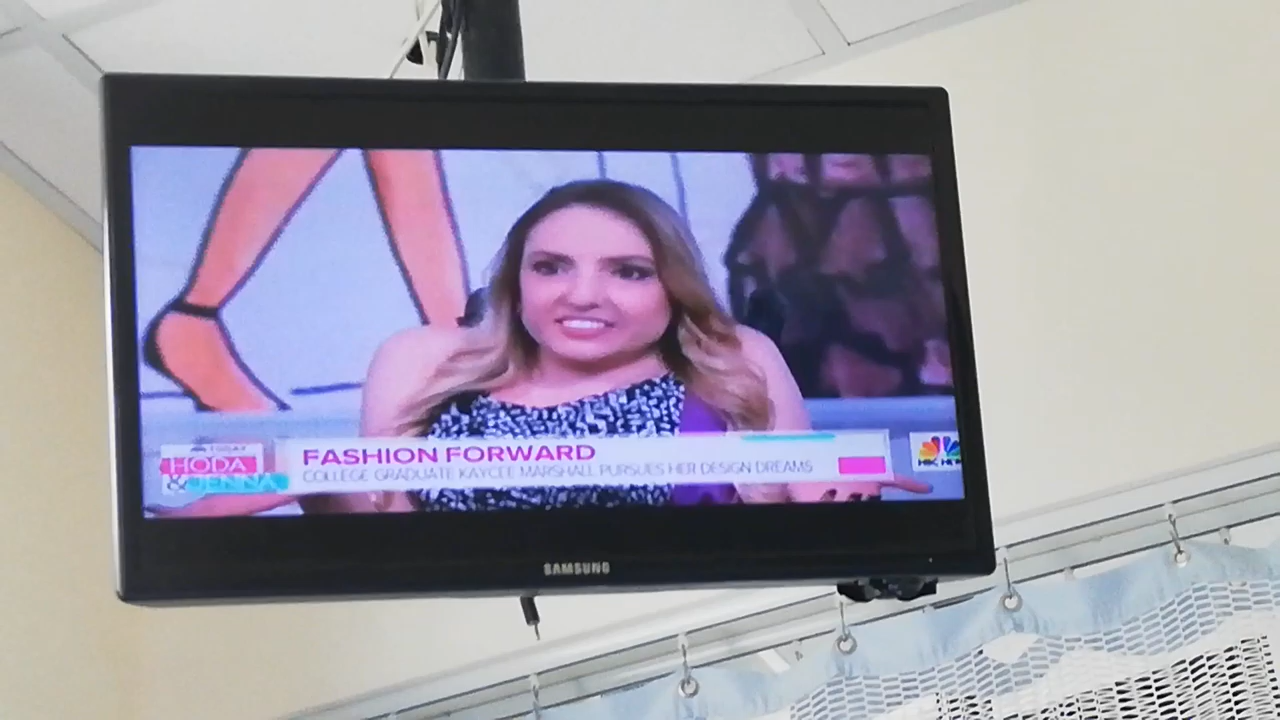 FASHION FORWARD
COLLEGE GRADUATE KAYCEE MARSHALL PURSUES HER DESIGN DREAMS
TODAY
HODA
&JENNA
SAMSUNG